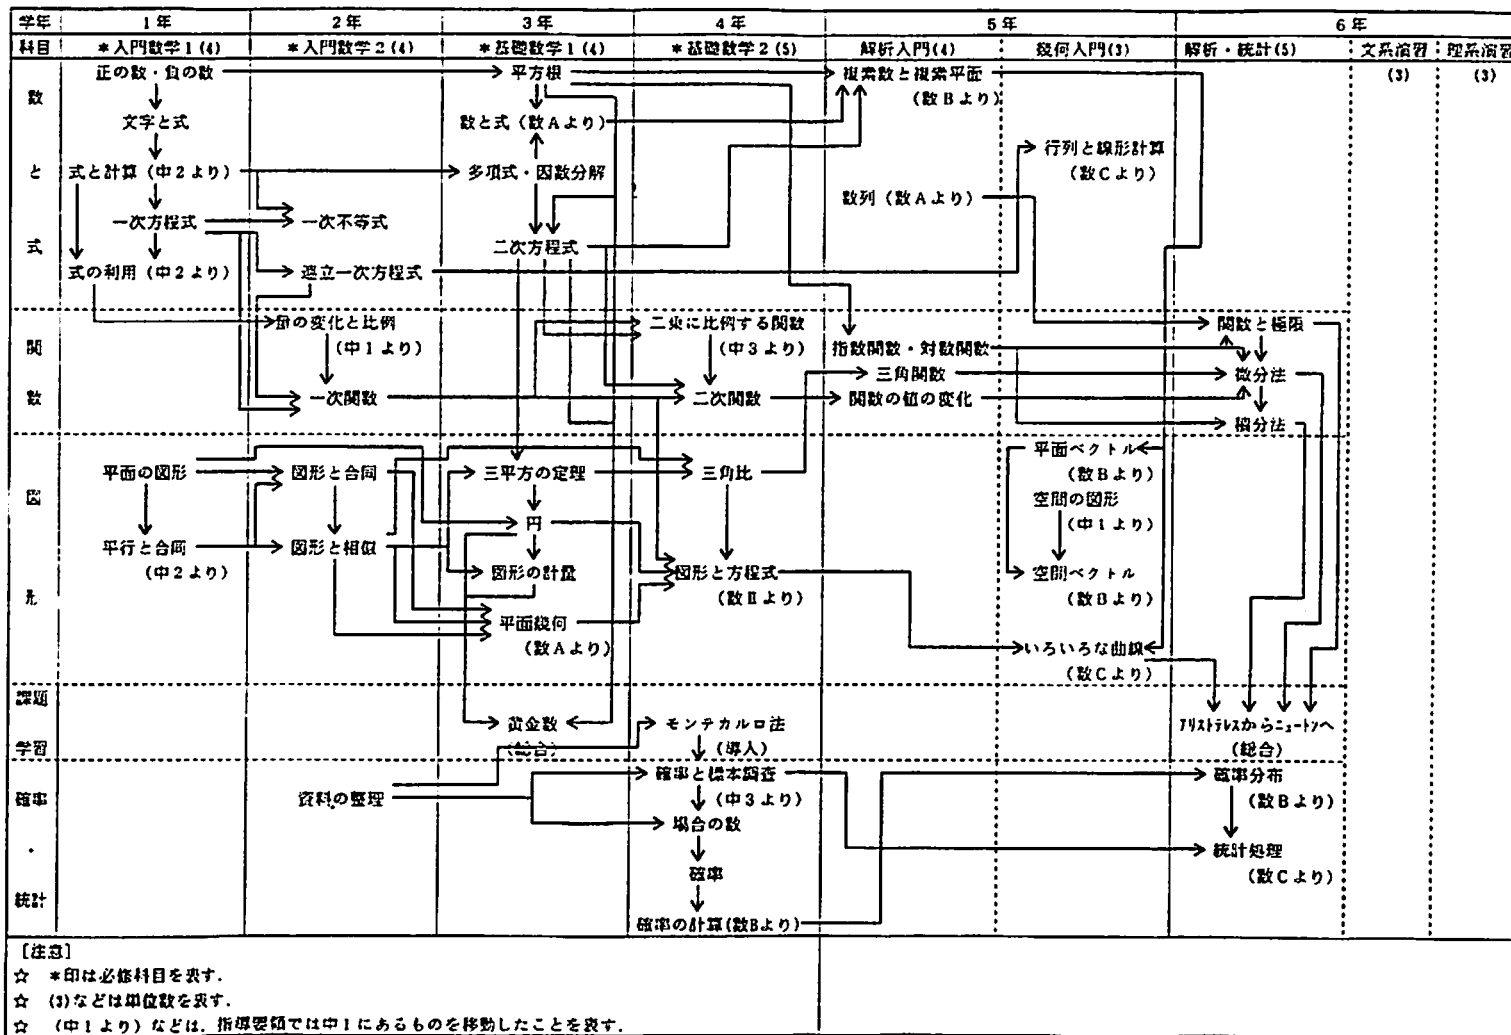 学年 1年 2年 3年 4年 5年 6年
科目 *入門数学1(4) *入門数学2(4) *基礎数学1(4) *基礎数学2(5) 解析入門(4) 幾何入門(3) 解析・統計(5) 文系演習 理系演習
(3) (3)
数と式
正の数・負の数 平方根 複素数と複素平面
(数Bより)
文字と式 数と式(数Aより)
行列と線形計算
式と計算(中2より) 多項式・因数分解 (数Cより)
数列(数Aより)
一次方程式 一次不等式
二次方程式
式の利用(中2より) 連立一次方程式
関数
量の変化と比例 二乗に比例する関数 関数と極限
(中1より) (中3より) 指数関数・対数関数
三角関数 微分法
一次関数 二次関数 関数の値の変化
積分法
図形
平面ベクトル
平面の図形 図形と合同 三平方の定理 三角比 (数Bより)
空間の図形
円 (中1より)
平行と合同 図形と相似
(中2より) 図形の計量 図形と方程式 空間ベクトル
(数Ⅱより) (数Bより)
平面幾何
(数Aより) いろいろな曲線
(数Cより)
課題学習
黄金数 モンテカルロ法 アリストテレスからニュートンへ
(総合) (導入) (総合)
確率・統計
確率と標本調査 確率分布
資料の整理 (中3より) (数Bより)
場合の数
統計処理
確率 (数Cより)
確率の計算(数Bより)
[注意]
☆ *印は必修科目を表す.
☆ (3)などは単位数を表す.
☆ (中1より)などは, 指導要領では中1にあるものを移動したことを表す.